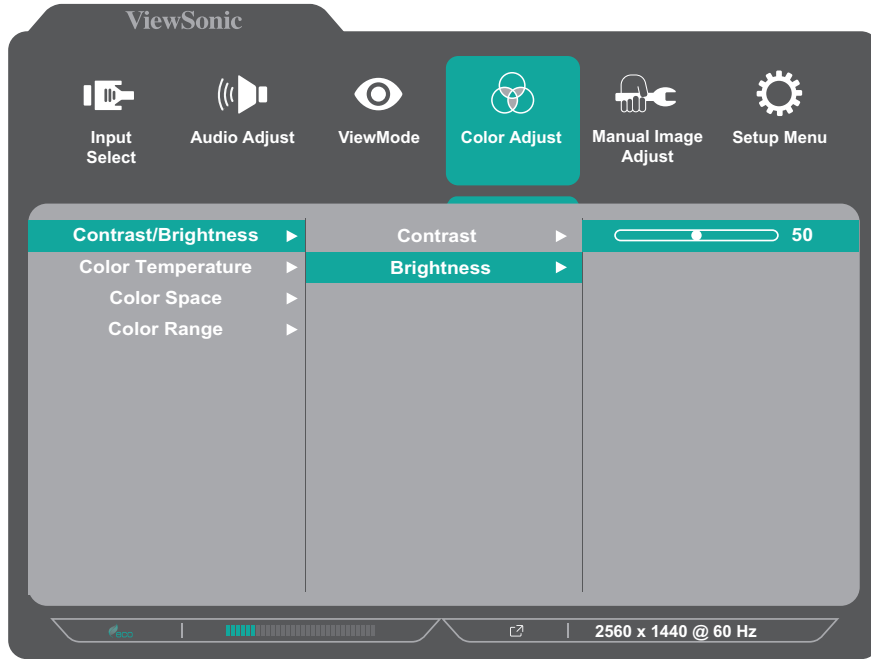 ViewSonic
Input
Select
Audio Adjust
ViewMode
Color Adjust
Manual Image
Adjust
Setup Menu
Contrast/Brightness
Contrast
50
Color Temperature
Brightness
Color Space
Color Range
eco
2560 x 1440 @ 60 Hz